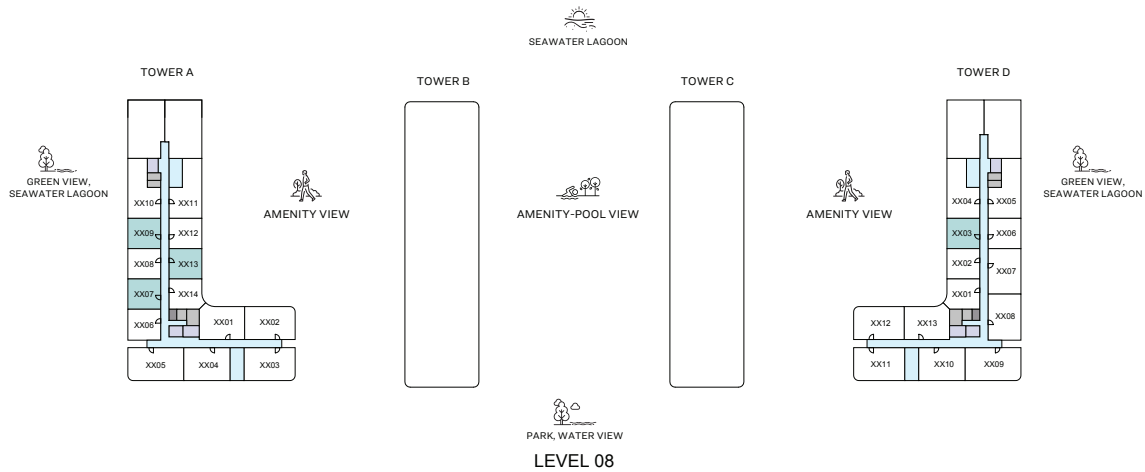 SEAWATER LAGOON
TOWER A
TOWER B
TOWER C
TOWER D
GREEN VIEW,
SEAWATER LAGOON
AMENITY VIEW
AMENITY-POOL VIEW
AMENITY VIEW
GREEN VIEW,
SEAWATER LAGOON
XX10 XX11
XX09 XX12
XX08 XX13
XX07 XX14
XX06 XX01 XX02
XX05 XX04 XX03
XX04 XX05
XX03 XX06
XX02 XX07
XX01 XX08
XX12 XX13
XX11 XX10 XX09
PARK, WATER VIEW
LEVEL 08